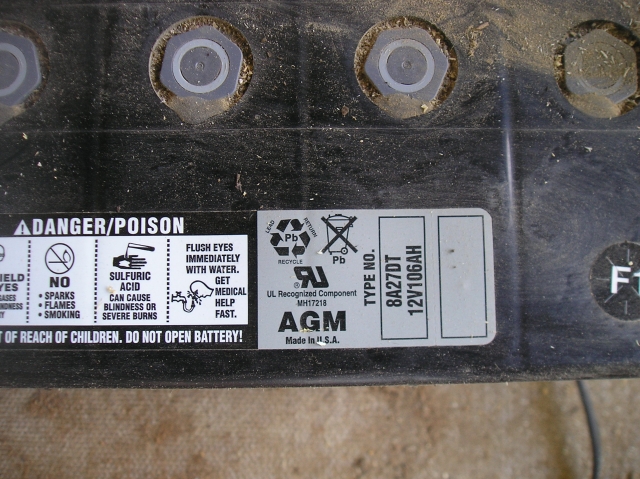 DANGER/POISON
NO
• SPARKS
• FLAMES
• SMOKING
SULFURIC
ACID
CAN CAUSE
BLINDNESS OR
SEVERE BURNS
FLUSH EYES
IMMEDIATELY
WITH WATER.
GET
MEDICAL
HELP
FAST.
OF REACH OF CHILDREN. DO NOT OPEN BATTERY!
LEAD
RETURN
Pb
RECYCLE
Pb
UL Recognized Component
MH17218
AGM
Made in U.S.A.
TYPE NO.
8A27DT
12V106AH